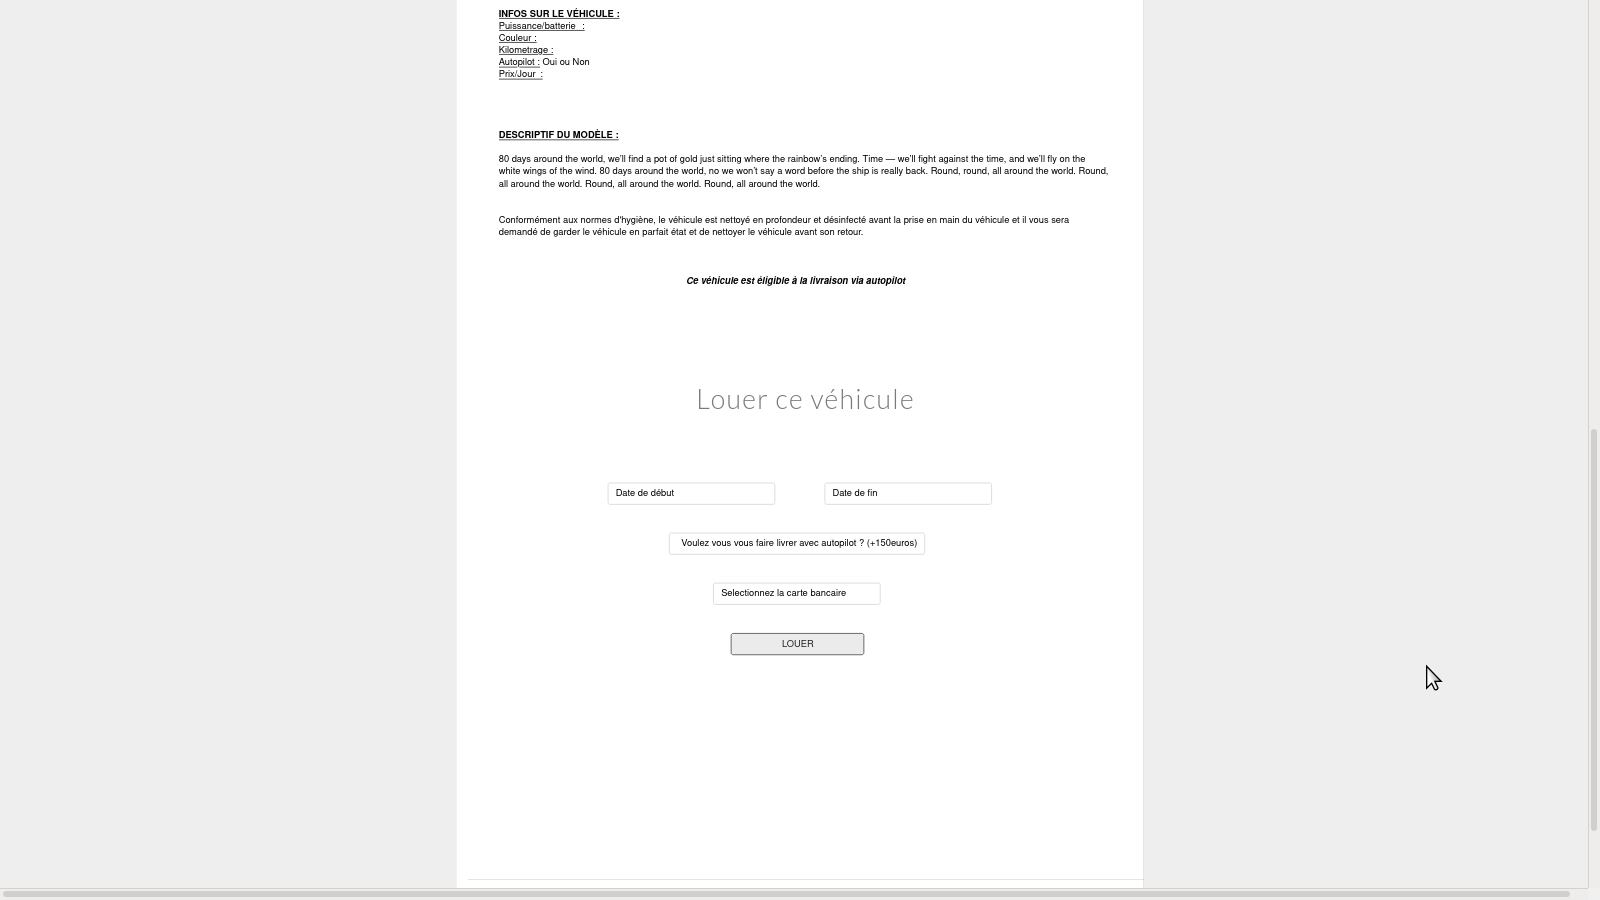 INFOS SUR LE VÉHICULE :
Puissance/batterie  :
Couleur :
Kilometrage :
Autopilot : Oui ou Non
Prix/Jour  :
DESCRIPTIF DU MODÈLE :
80 days around the world, we’ll find a pot of gold just sitting where the rainbow’s ending. Time — we’ll fight against the time, and we’ll fly on the
white wings of the wind. 80 days around the world, no we won’t say a word before the ship is really back. Round, round, all around the world. Round,
all around the world. Round, all around the world. Round, all around the world.
Conformément aux normes d'hygiène, le véhicule est nettoyé en profondeur et désinfecté avant la prise en main du véhicule et il vous sera
demandé de garder le véhicule en parfait état et de nettoyer le véhicule avant son retour.
Ce véhicule est éligible à la livraison via autopilot
Louer ce véhicule
Date de début
Date de fin
Voulez vous vous faire livrer avec autopilot ? (+150euros)
Selectionnez la carte bancaire
LOUER